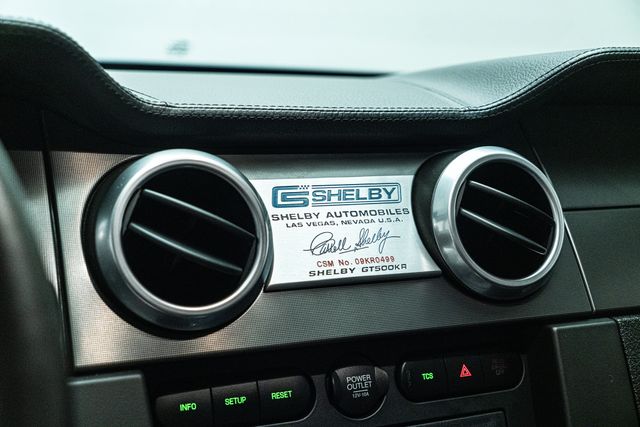 CS SHELBY
SHELBY AUTOMOBILES
LAS VEGAS, NEVADA U.S.A.
Carroll Shelby
CSM No. 09KR0499
SHELBY GT500KR
INFO
SETUP
RESET
POWER
OUTLET
12V-10A
TCS